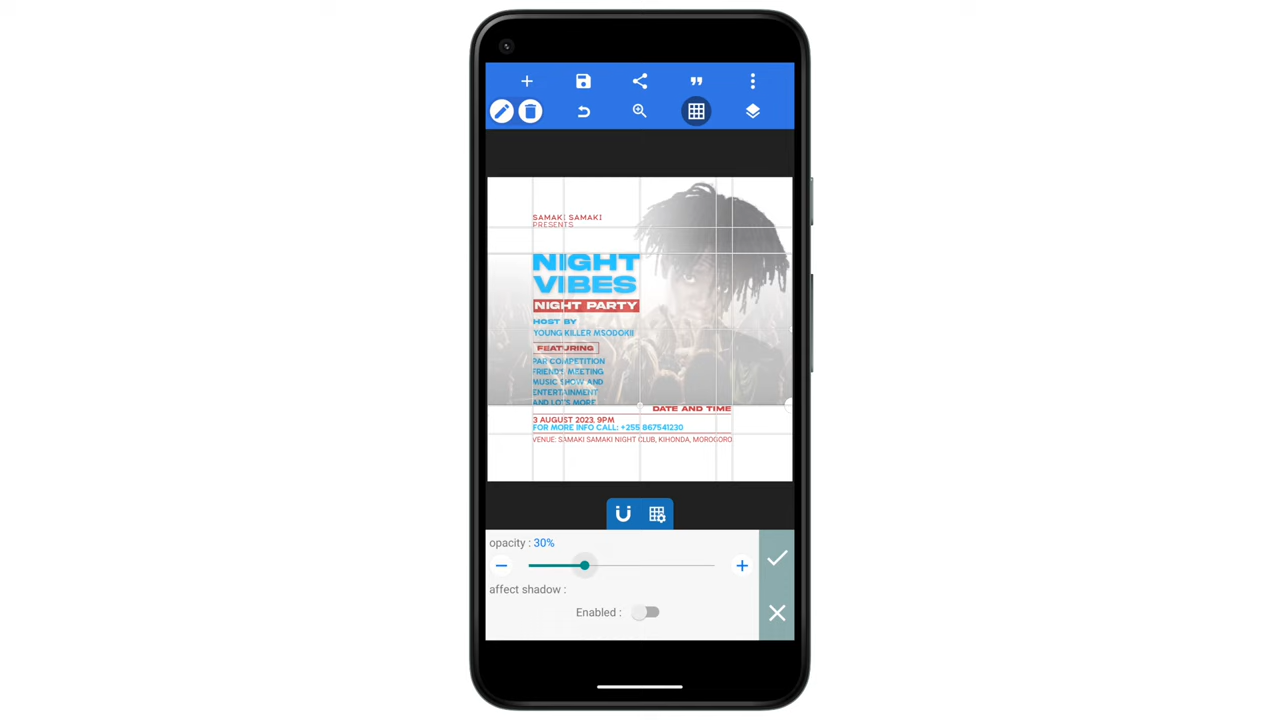 SAMAKI SAMAKI
PRESENTS
NIGHT
VIBES
NIGHT PARTY
HOST BY
YOUNG KILLER MSODOKII
FEATURING
PAR COMPETITION
FRIENDS MEETING
MUSIC SHOW AND
ENTERTAINMENT
AND LOTS MORE
DATE AND TIME
3 AUGUST 2023, 9PM
FOR MORE INFO CALL: +255 867541230
VENUE: SAMAKI SAMAKI NIGHT CLUB, KIHONDA, MOROGORO
opacity : 30%
affect shadow :
Enabled :